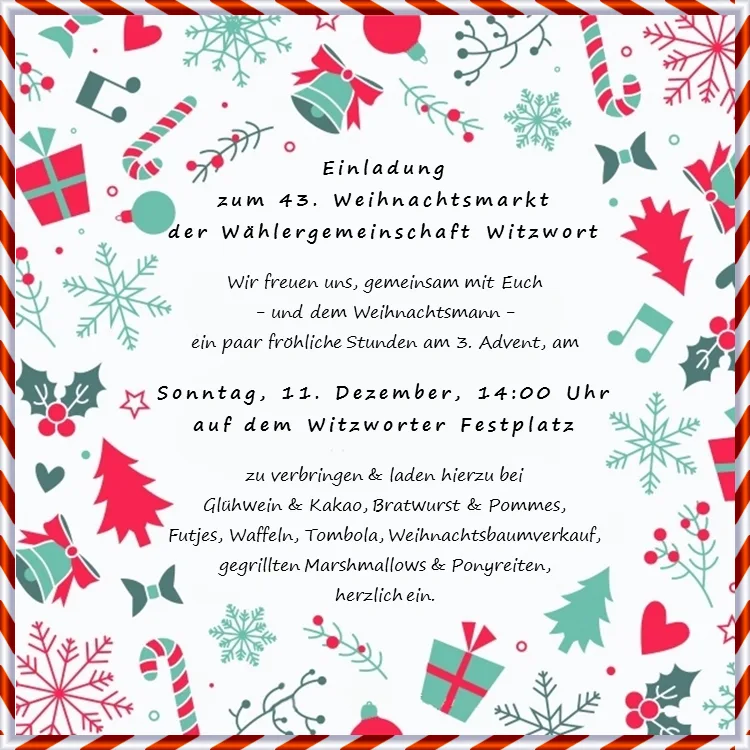 Einladung
zum 43. Weihnachtsmarkt
der Wählergemeinschaft Witzwort
Wir freuen uns, gemeinsam mit Euch
- und dem Weihnachtsmann -
ein paar fröhliche Stunden am 3. Advent, am
Sonntag, 11. Dezember, 14:00 Uhr
auf dem Witzworter Festplatz
zu verbringen & laden hierzu bei
Glühwein & Kakao, Bratwurst & Pommes,
Futjes, Waffeln, Tombola, Weihnachtsbaumverkauf,
gegrillten Marshmallows & Ponyreiten,
herzlich ein.